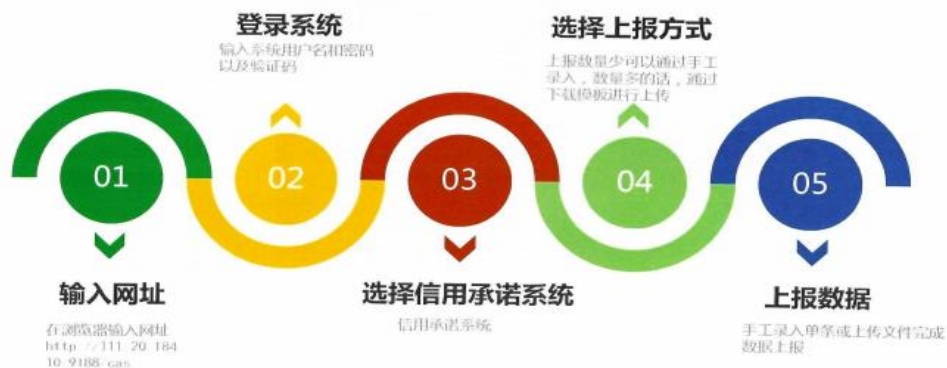 登录系统
输入系统用户名和密码
以及验证码
选择上报方式
上报数量少可以通过手工
录入，数量多的话，通过
下载模板进行上传
01
02
03
04
05
输入网址
在浏览器输入网址
http://111 20 184
10 9188/cas
选择信用承诺系统
信用承诺系统
上报数据
手工录入单条或上传文件完成
数据上报